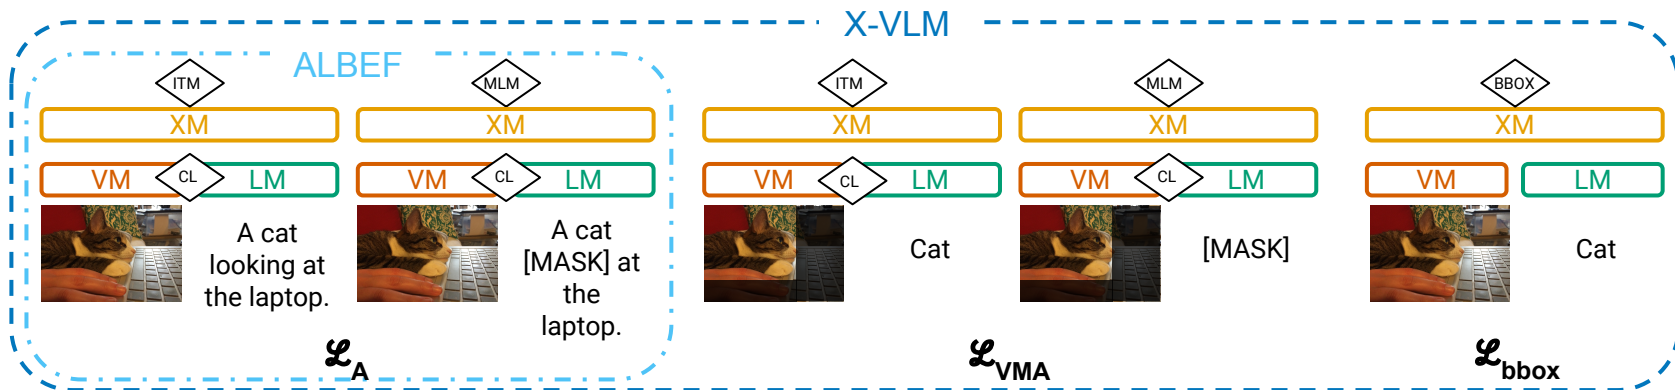 X-VLM
ALBEF
ITM
MLM
ITM
MLM
BBOX
XM
XM
XM
XM
XM
VM
CL
LM
VM
CL
LM
VM
CL
LM
VM
CL
LM
VM
LM
A cat
looking at
the laptop.
A cat
[MASK] at
the
laptop.
Cat
[MASK]
Cat
ℒA
ℒVMA
ℒbbox